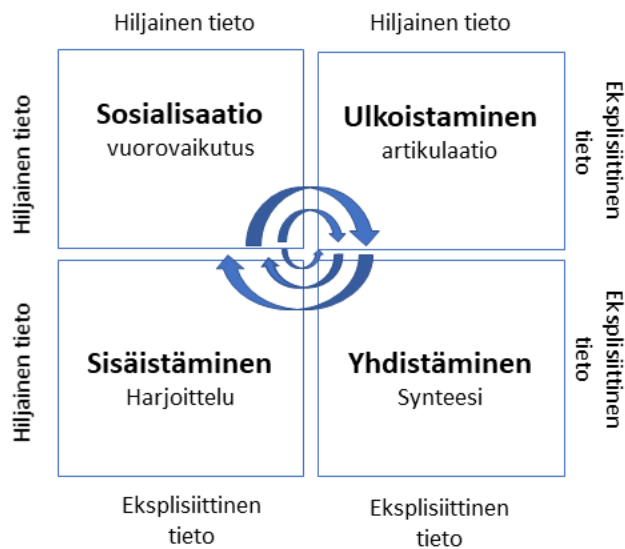 Hiljainen tieto
Hiljainen tieto
Hiljainen tieto
Sosialisaatio
vuorovaikutus
Ulkoistaminen
artikulaatio
Eksplisiittinen
tieto
Hiljainen tieto
Sisäistäminen
Harjoittelu
Yhdistäminen
Synteesi
Eksplisiittinen
tieto
Eksplisiittinen
tieto
Eksplisiittinen
tieto